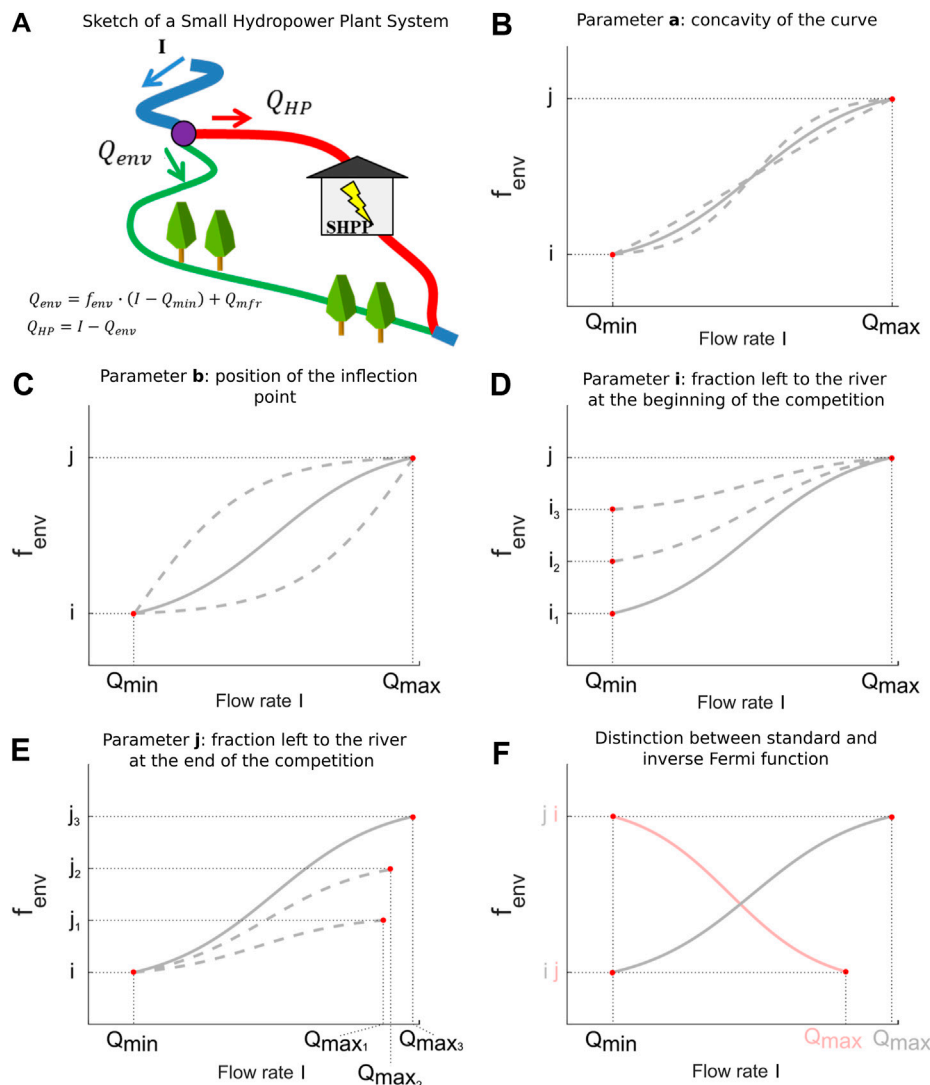 A
Sketch of a Small Hydropower Plant System
I
Q_HP
Q_env
SHPP
Q_env = f_env · (I − Q_min) + Q_mfr
Q_HP = I − Q_env
B
Parameter a: concavity of the curve
j
f_env
i
Q_min
Q_max
Flow rate I
C
Parameter b: position of the inflection
point
j
f_env
i
Q_min
Q_max
Flow rate I
D
Parameter i: fraction left to the river
at the beginning of the competition
j
i_3
f_env
i_2
i_1
Q_min
Q_max
Flow rate I
E
Parameter j: fraction left to the river
at the end of the competition
j_3
j_2
f_env
j_1
i
Q_min
Q_max_1
Q_max_3
Q_max_2
Flow rate I
F
Distinction between standard and
inverse Fermi function
j i
f_env
i j
Q_min
Q_max
Q_max
Flow rate I